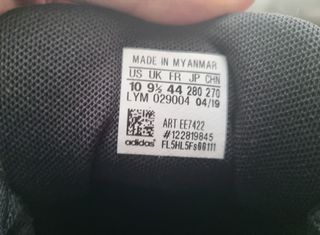 MADE IN MYANMAR
US UK FR JP CHN
10 9½ 44 280 270
LYM 029004 04/19
ART EE7422
#122819845
adidas FL5HL5FsGG111